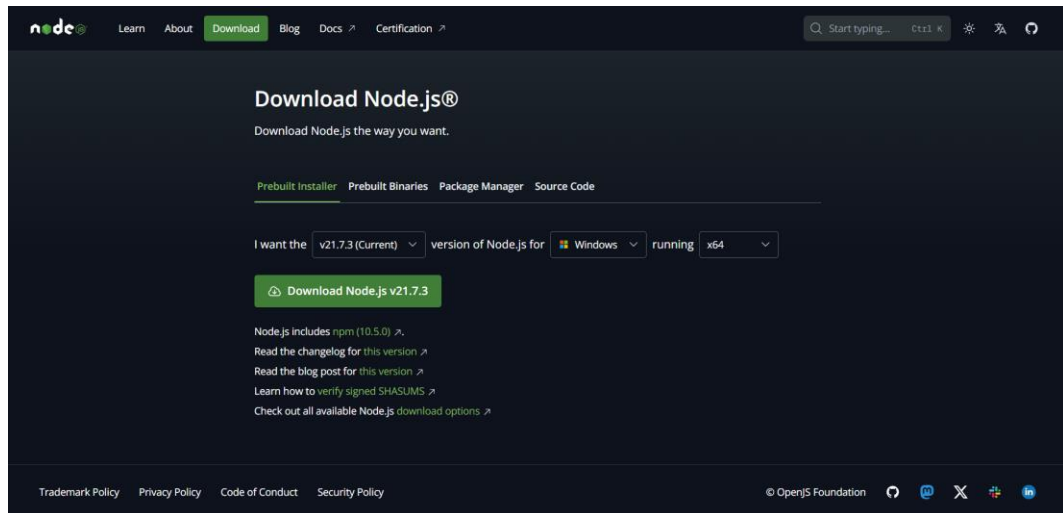 node
Learn About Download Blog Docs ↗ Certification ↗ Start typing... Ctrl K
Download Node.js®
Download Node.js the way you want.
Prebuilt Installer Prebuilt Binaries Package Manager Source Code
I want the v21.7.3 (Current) version of Node.js for Windows running x64
Download Node.js v21.7.3
Node.js includes npm (10.5.0) ↗.
Read the changelog for this version ↗
Read the blog post for this version ↗
Learn how to verify signed SHASUMS ↗
Check out all available Node.js download options ↗
Trademark Policy Privacy Policy Code of Conduct Security Policy © OpenJS Foundation